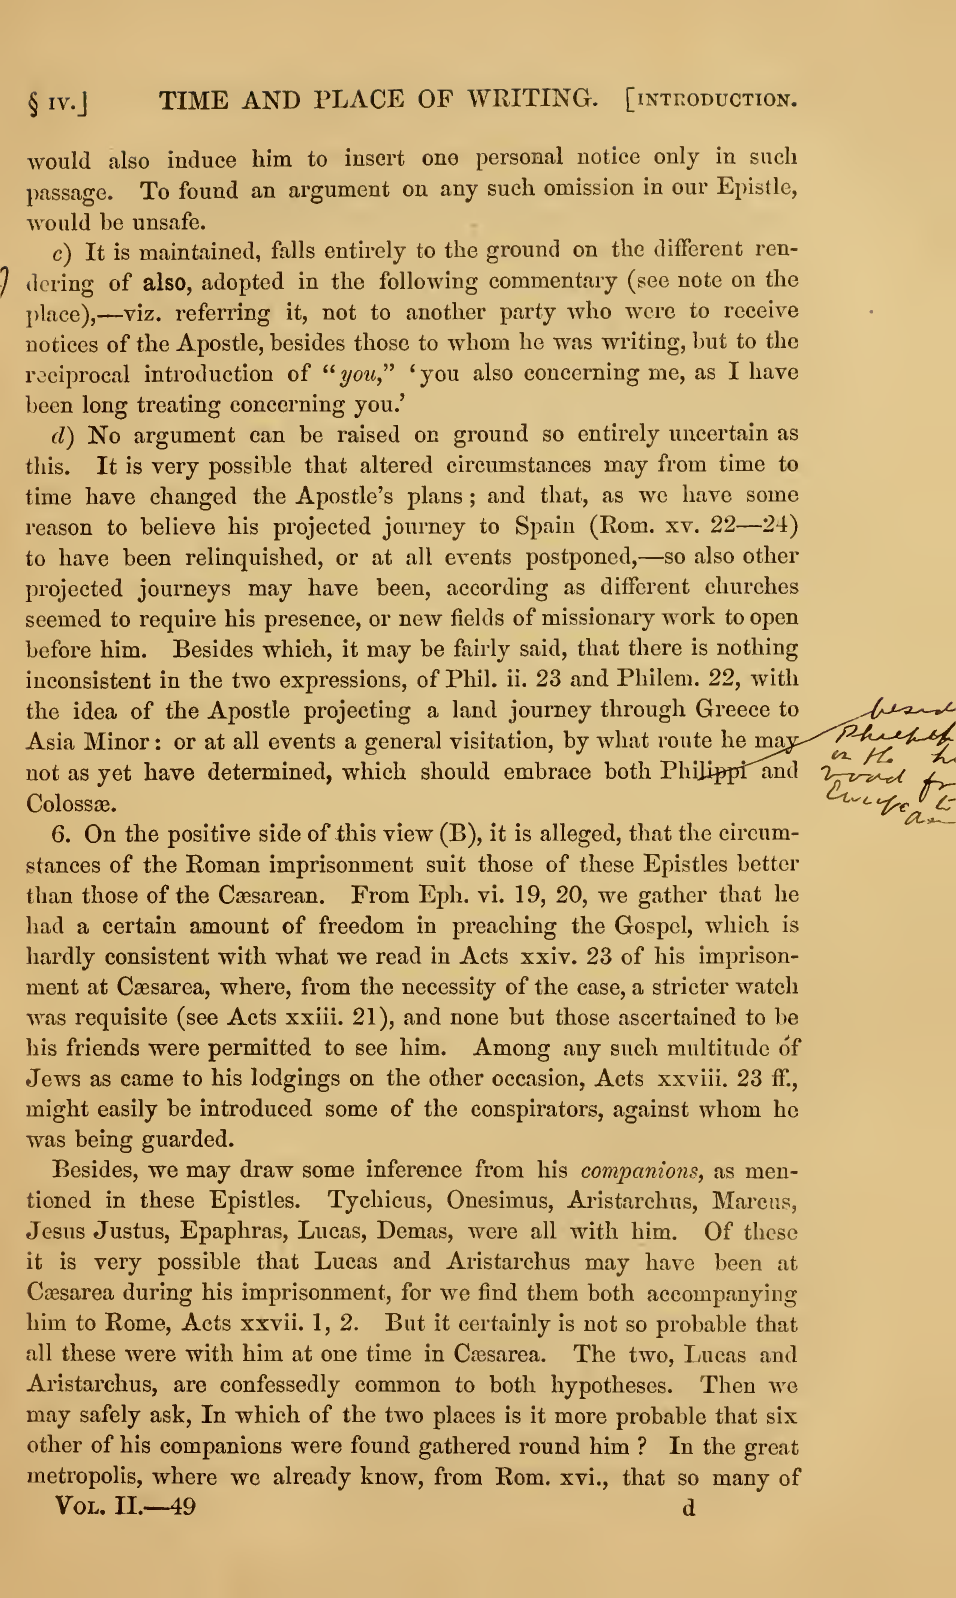 § IV.] TIME AND PLACE OF WRITING. [INTRODUCTION.
would also induce him to insert one personal notice only in such
passage. To found an argument on any such omission in our Epistle,
would be unsafe.
c) It is maintained, falls entirely to the ground on the different ren-
dering of also, adopted in the following commentary (see note on the
place),—viz. referring it, not to another party who were to receive
notices of the Apostle, besides those to whom he was writing, but to the
reciprocal introduction of “you,” ‘you also concerning me, as I have
been long treating concerning you.’
d) No argument can be raised on ground so entirely uncertain as
this. It is very possible that altered circumstances may from time to
time have changed the Apostle’s plans; and that, as we have some
reason to believe his projected journey to Spain (Rom. xv. 22—24)
to have been relinquished, or at all events postponed,—so also other
projected journeys may have been, according as different churches
seemed to require his presence, or new fields of missionary work to open
before him. Besides which, it may be fairly said, that there is nothing
inconsistent in the two expressions, of Phil. ii. 23 and Philem. 22, with
the idea of the Apostle projecting a land journey through Greece to
Asia Minor: or at all events a general visitation, by what route he may
not as yet have determined, which should embrace both Philippi and
Colossæ.
6. On the positive side of this view (B), it is alleged, that the circum-
stances of the Roman imprisonment suit those of these Epistles better
than those of the Cæsarean. From Eph. vi. 19, 20, we gather that he
had a certain amount of freedom in preaching the Gospel, which is
hardly consistent with what we read in Acts xxiv. 23 of his imprison-
ment at Cæsarea, where, from the necessity of the case, a stricter watch
was requisite (see Acts xxiii. 21), and none but those ascertained to be
his friends were permitted to see him. Among any such multitude of
Jews as came to his lodgings on the other occasion, Acts xxviii. 23 ff.,
might easily be introduced some of the conspirators, against whom he
was being guarded.
Besides, we may draw some inference from his companions, as men-
tioned in these Epistles. Tychicus, Onesimus, Aristarchus, Marcus,
Jesus Justus, Epaphras, Lucas, Demas, were all with him. Of these
it is very possible that Lucas and Aristarchus may have been at
Cæsarea during his imprisonment, for we find them both accompanying
him to Rome, Acts xxvii. 1, 2. But it certainly is not so probable that
all these were with him at one time in Cæsarea. The two, Lucas and
Aristarchus, are confessedly common to both hypotheses. Then we
may safely ask, In which of the two places is it more probable that six
other of his companions were found gathered round him? In the great
metropolis, where we already know, from Rom. xvi., that so many of
VOL. II.—49 d